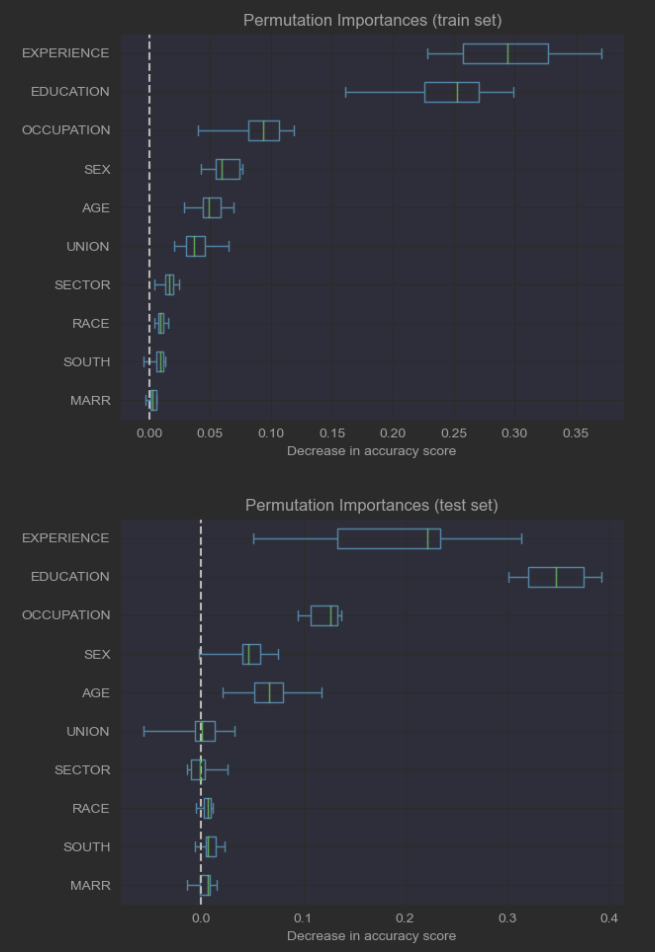 Permutation Importances (train set)
EXPERIENCE
EDUCATION
OCCUPATION
SEX
AGE
UNION
SECTOR
RACE
SOUTH
MARR
0.00 0.05 0.10 0.15 0.20 0.25 0.30 0.35
Decrease in accuracy score
Permutation Importances (test set)
EXPERIENCE
EDUCATION
OCCUPATION
SEX
AGE
UNION
SECTOR
RACE
SOUTH
MARR
0.0 0.1 0.2 0.3 0.4
Decrease in accuracy score